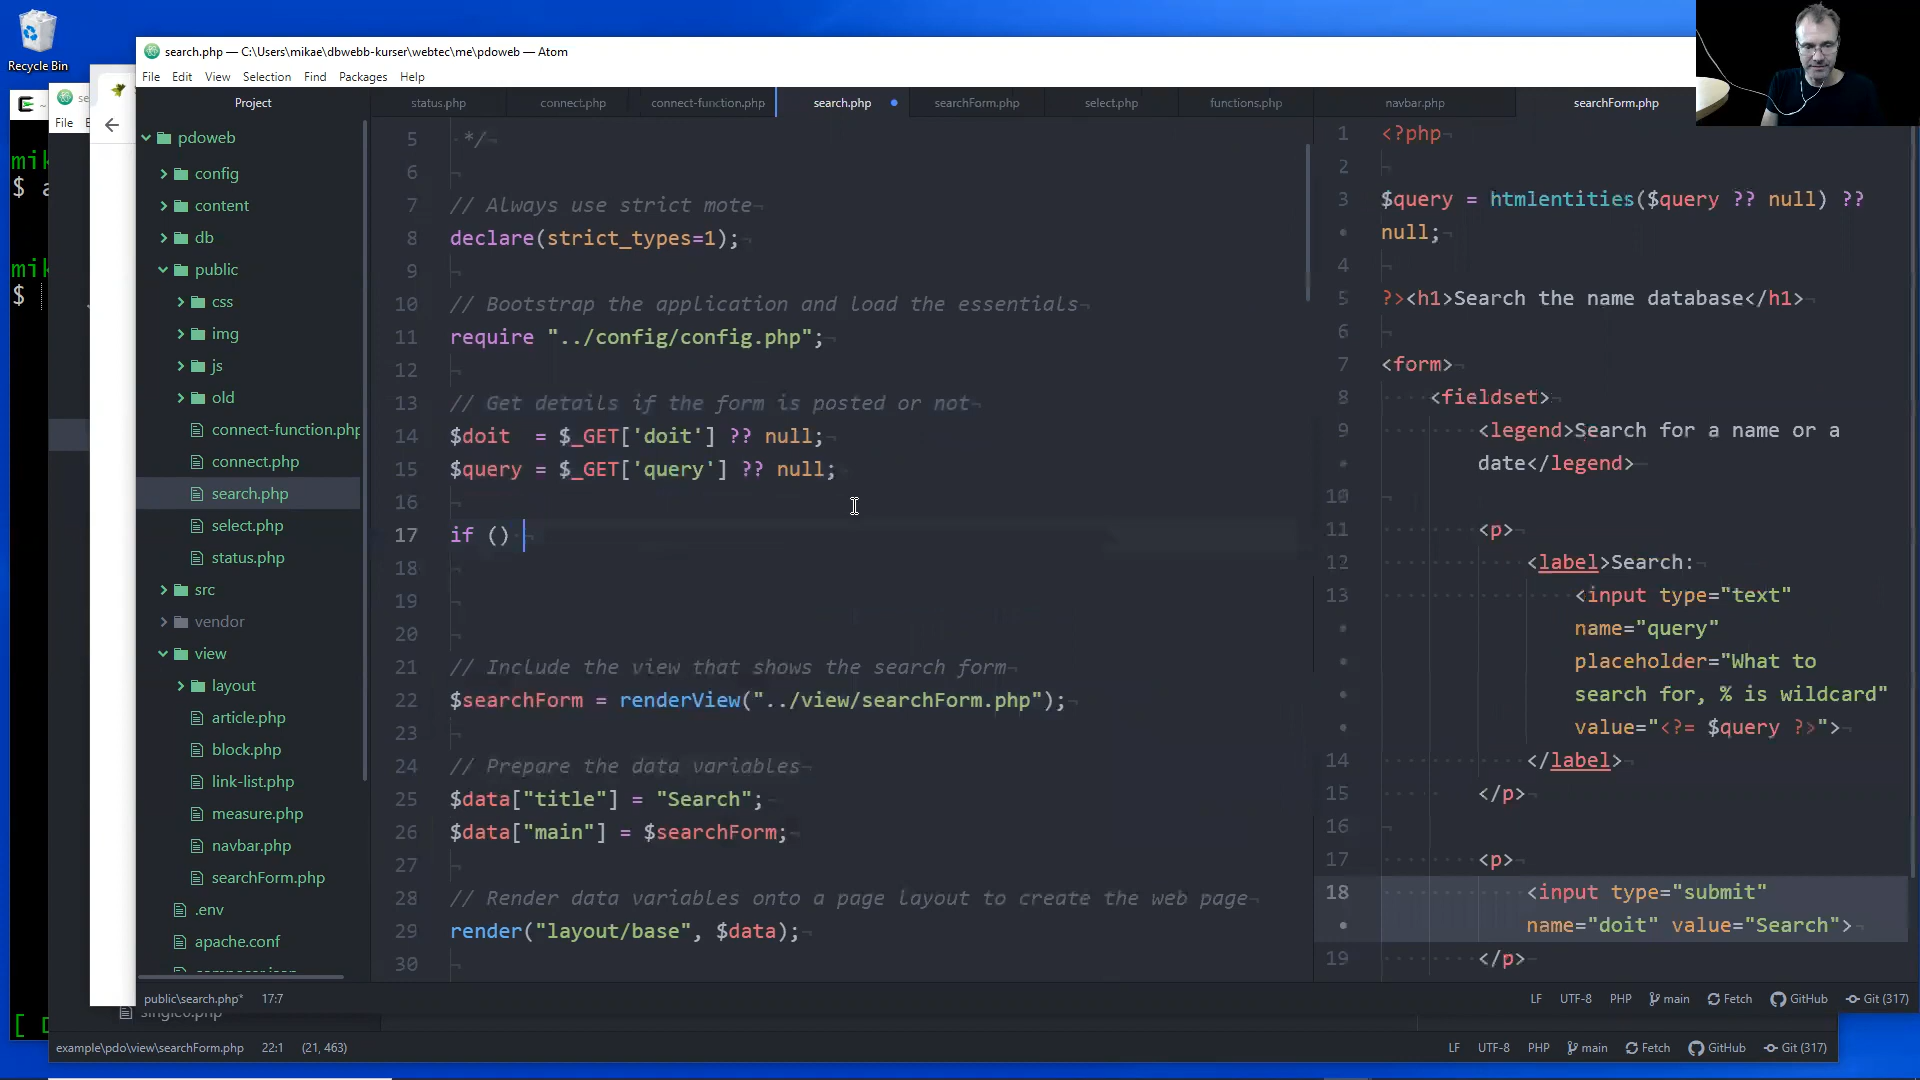 Recycle Bin
search.php — C:\Users\mikae\dbwebb-kurser\webtec\me\pdoweb — Atom
File Edit View Selection Find Packages Help
Project
status.php connect.php connect-function.php search.php searchForm.php select.php functions.php navbar.php searchForm.php
File
pdoweb
config
content
db
public
css
img
js
old
connect-function.php
connect.php
search.php
select.php
status.php
src
vendor
view
layout
article.php
block.php
link-list.php
measure.php
navbar.php
searchForm.php
.env
apache.conf
mik
$ a
mik
$
5 */
6
7 // Always use strict mote
8 declare(strict_types=1);
9
10 // Bootstrap the application and load the essentials
11 require "../config/config.php";
12
13 // Get details if the form is posted or not
14 $doit = $_GET['doit'] ?? null;
15 $query = $_GET['query'] ?? null;
16
17 if ()
18
19
20
21 // Include the view that shows the search form
22 $searchForm = renderView("../view/searchForm.php");
23
24 // Prepare the data variables
25 $data["title"] = "Search";
26 $data["main"] = $searchForm;
27
28 // Render data variables onto a page layout to create the web page
29 render("layout/base", $data);
30
1 <?php
2
3 $query = htmlentities($query ?? null) ??
null;
4
5 ?><h1>Search the name database</h1>
6
7 <form>
8 <fieldset>
9 <legend>Search for a name or a
date</legend>
10
11 <p>
12 <label>Search:
13 <input type="text"
name="query"
placeholder="What to
search for, % is wildcard"
value="<?= $query ?>">
14 </label>
15 </p>
16
17 <p>
18 <input type="submit"
name="doit" value="Search">
19 </p>
public\search.php* 17:7
LF UTF-8 PHP main Fetch GitHub Git (317)
example\pdo\view\searchForm.php 22:1 (21, 463)
LF UTF-8 PHP main Fetch GitHub Git (317)